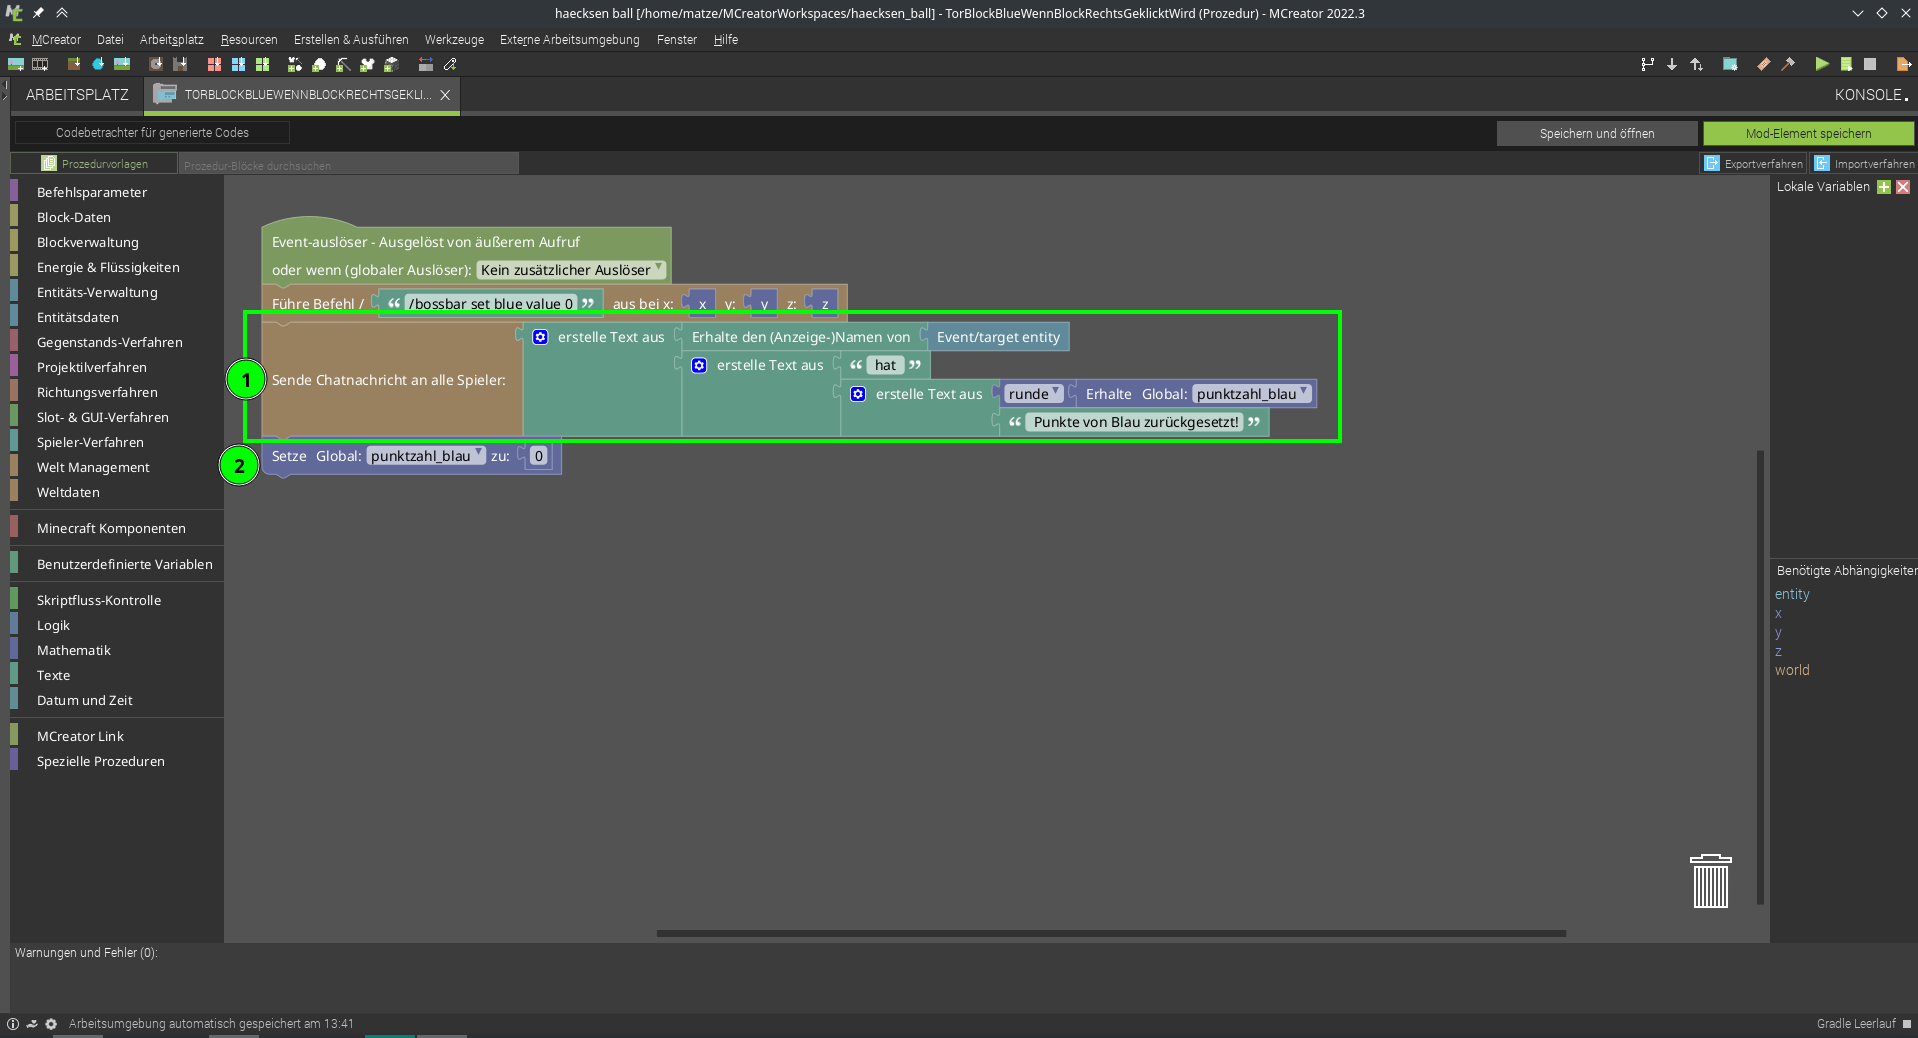 haecksen ball [/home/matze/MCreatorWorkspaces/haecksen_ball] - TorBlockBlueWennBlockRechtsGeklicktWird (Prozedur) - MCreator 2022.3
MCreator Datei Arbeitsplatz Resourcen Erstellen & Ausführen Werkzeuge Externe Arbeitsumgebung Fenster Hilfe
ARBEITSPLATZ TORBLOCKBLUEWENNBLOCKRECHTSGEKLI... KONSOLE
Codebetrachter für generierte Codes Speichern und öffnen Mod-Element speichern
Prozedurvorlagen Prozedur-Blöcke durchsuchen Exportverfahren Importverfahren
Befehlsparameter
Block-Daten
Blockverwaltung
Energie & Flüssigkeiten
Entitäts-Verwaltung
Entitätsdaten
Gegenstands-Verfahren
Projektilverfahren
Richtungsverfahren
Slot- & GUI-Verfahren
Spieler-Verfahren
Welt Management
Weltdaten
Minecraft Komponenten
Benutzerdefinierte Variablen
Skriptfluss-Kontrolle
Logik
Mathematik
Texte
Datum und Zeit
MCreator Link
Spezielle Prozeduren
Event-auslöser - Ausgelöst von äußerem Aufruf
oder wenn (globaler Auslöser): Kein zusätzlicher Auslöser
Führe Befehl / “ /bossbar set blue value 0 ” aus bei x: x y: y z: z
1 Sende Chatnachricht an alle Spieler:
erstelle Text aus Erhalte den (Anzeige-)Namen von Event/target entity
erstelle Text aus “ hat ”
erstelle Text aus runde Erhalte Global: punktzahl_blau
“ Punkte von Blau zurückgesetzt! ”
2 Setze Global: punktzahl_blau zu: 0
Lokale Variablen
Benötigte Abhängigkeiten
entity
x
y
z
world
Warnungen und Fehler (0):
Arbeitsumgebung automatisch gespeichert am 13:41 Gradle Leerlauf